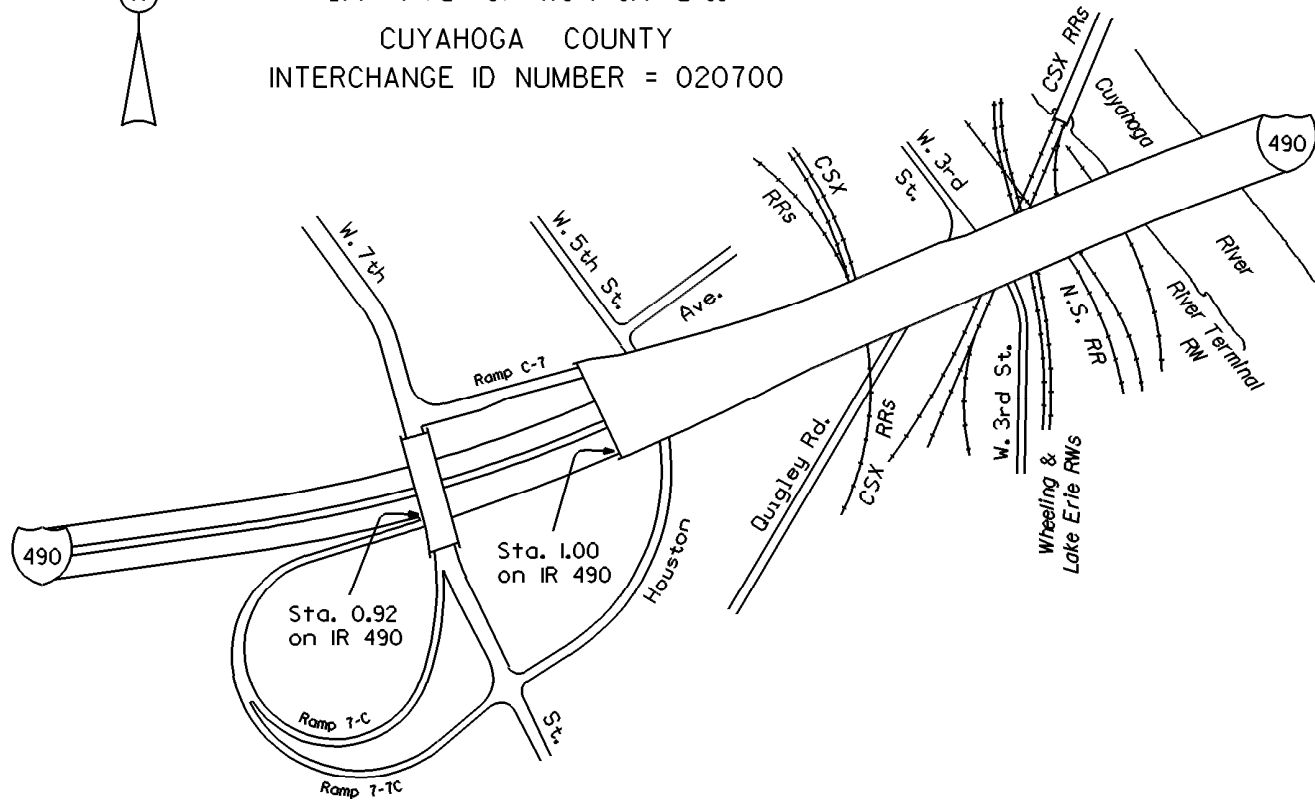 CUYAHOGA COUNTY
INTERCHANGE ID NUMBER = 020700
CSX RRs
Cuyahoga
River
490
W. 3rd
St.
CSX
RRs
W. 7th
W. 5th St.
Ave.
Ramp C-7
River Terminal
RW
N.S. RR
W. 3rd St.
Wheeling &
Lake Erie RWs
CSX RRs
Quigley Rd.
Houston
490
Sta. 1.00
on IR 490
Sta. 0.92
on IR 490
Ramp 7-C
Ramp 7-7C
St.